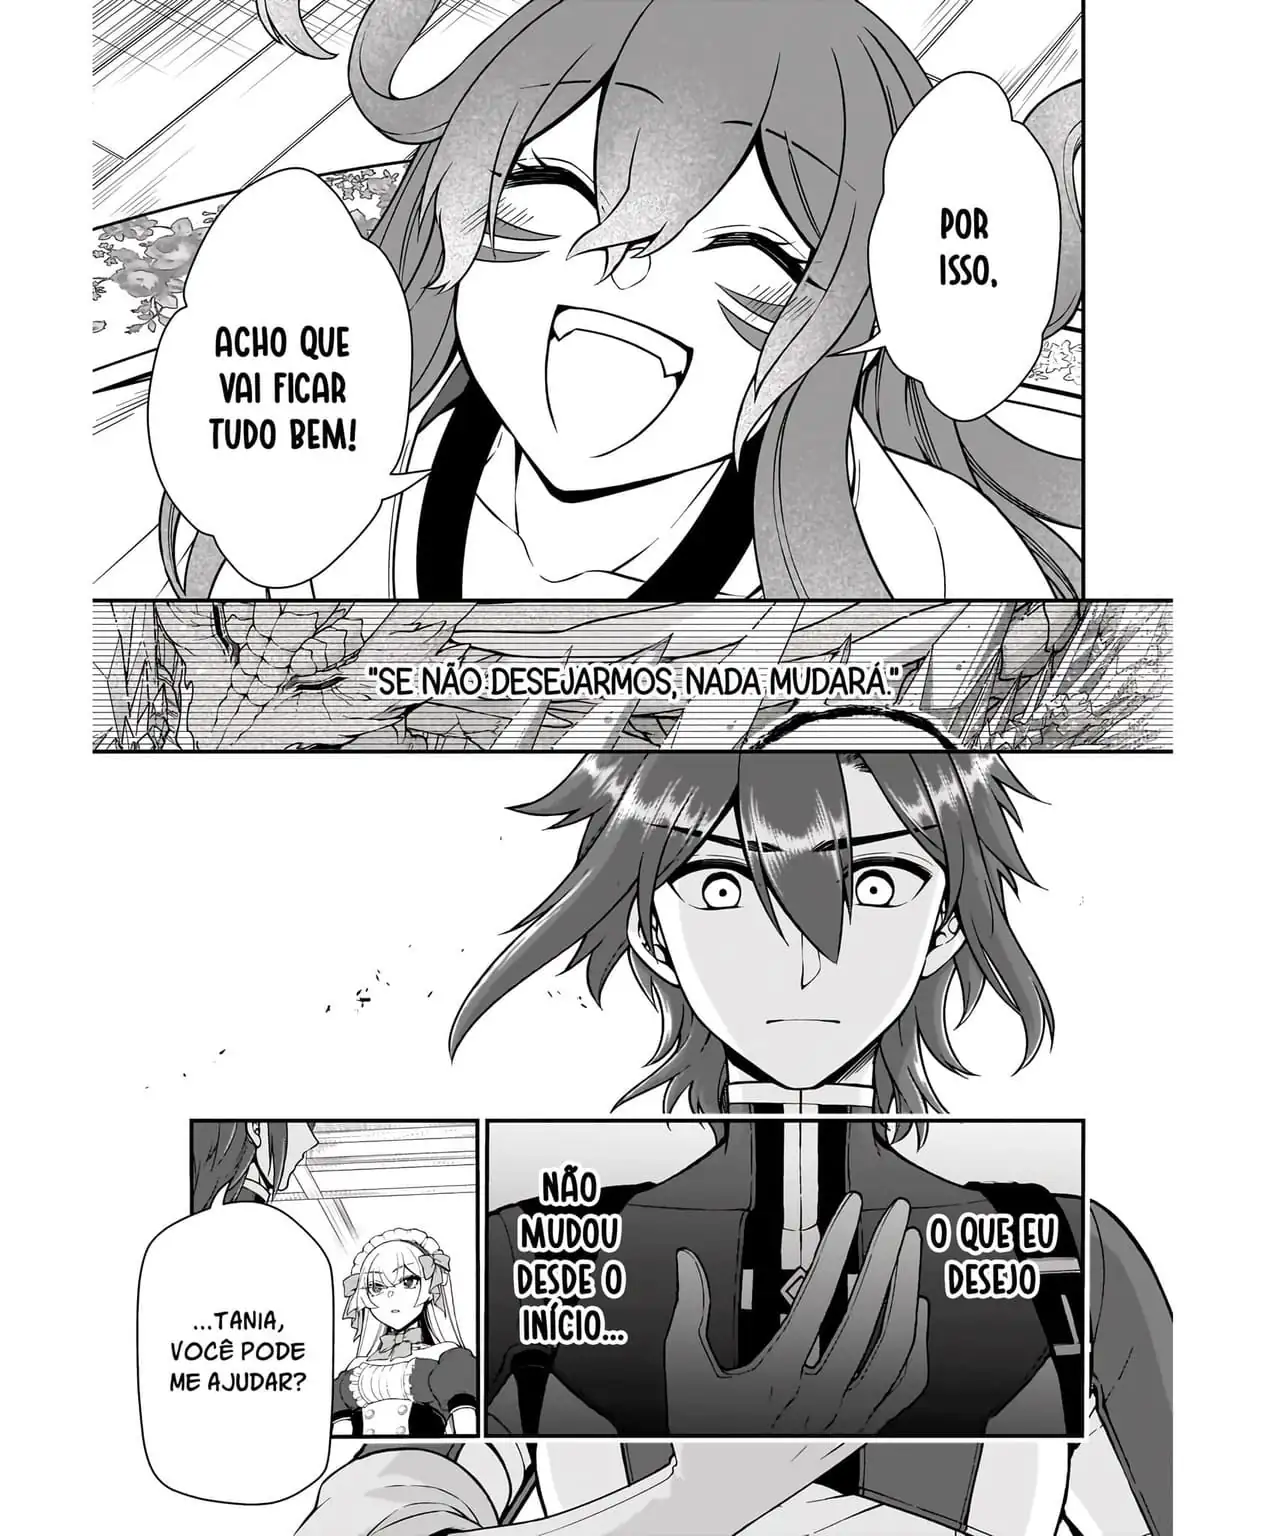 POR
ISSO,
ACHO QUE
VAI FICAR
TUDO BEM!
"SE NÃO DESEJARMOS, NADA MUDARÁ."
O QUE EU
DESEJO
NÃO
MUDOU
DESDE O
INÍCIO...
...TANIA,
VOCÊ PODE
ME AJUDAR?